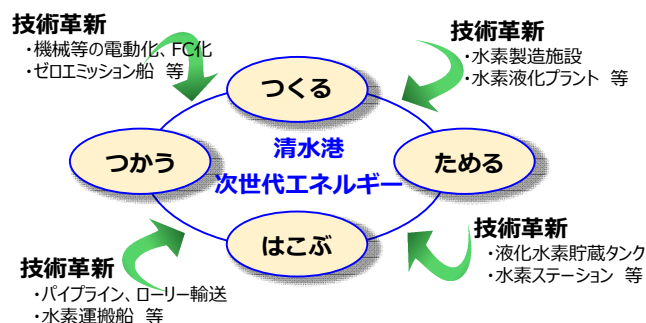 技術革新
・機械等の電動化、FC化
・ゼロエミッション船　等
技術革新
・水素製造施設
・水素液化プラント　等
つくる
つかう
清水港
次世代エネルギー
ためる
はこぶ
技術革新
・パイプライン、ローリー輸送
・水素運搬船　等
技術革新
・液化水素貯蔵タンク
・水素ステーション　等